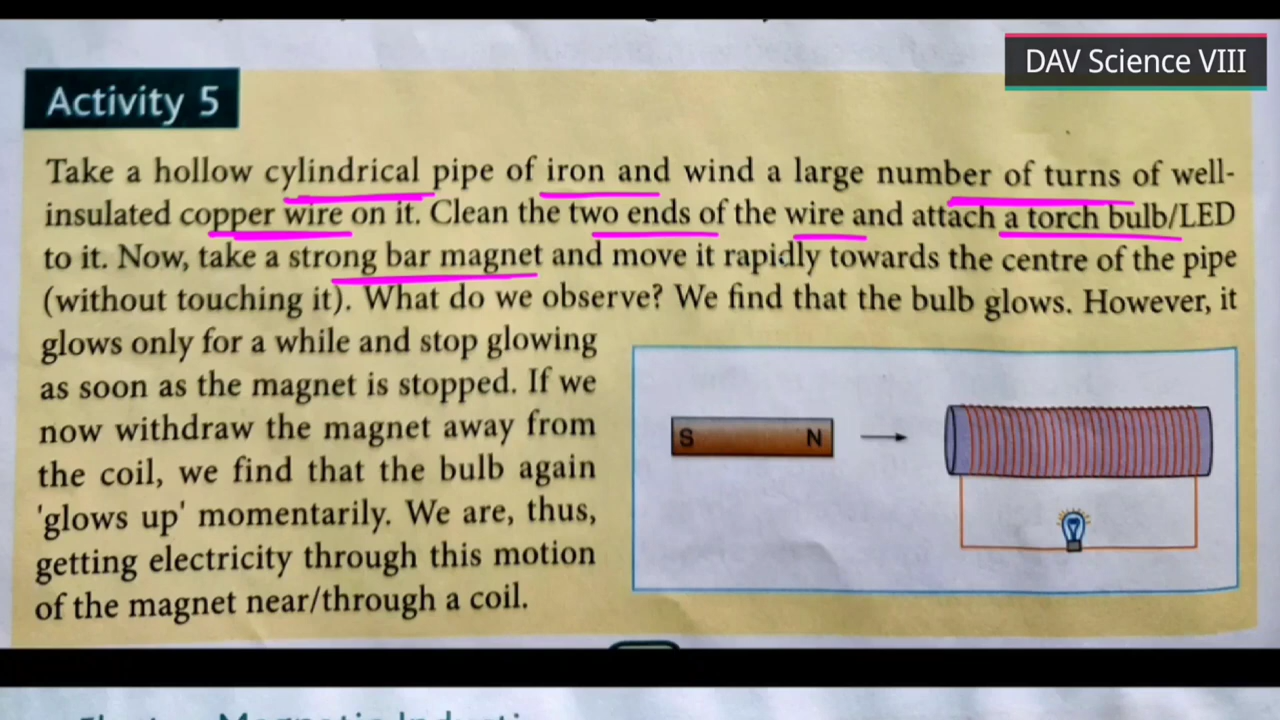 DAV Science VIII
Activity 5
Take a hollow cylindrical pipe of iron and wind a large number of turns of well-
insulated copper wire on it. Clean the two ends of the wire and attach a torch bulb/LED
to it. Now, take a strong bar magnet and move it rapidly towards the centre of the pipe
(without touching it). What do we observe? We find that the bulb glows. However, it
glows only for a while and stop glowing
as soon as the magnet is stopped. If we
now withdraw the magnet away from
the coil, we find that the bulb again
'glows up' momentarily. We are, thus,
getting electricity through this motion
of the magnet near/through a coil.
S N